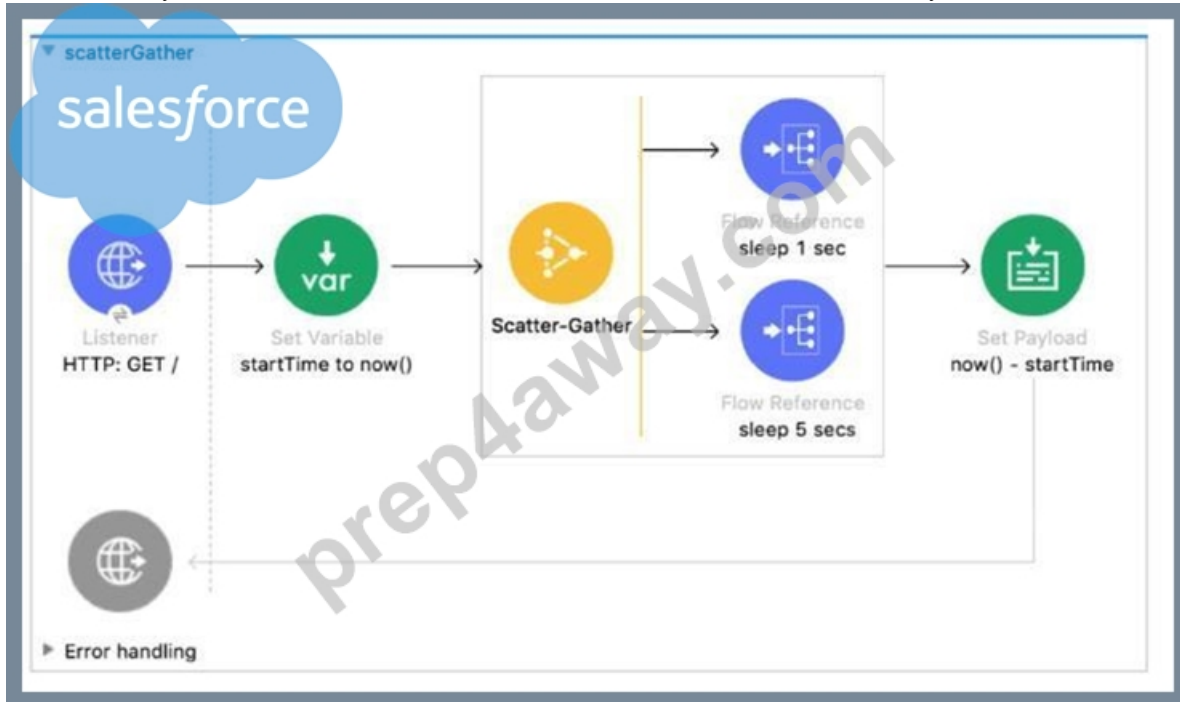 scatterGather
salesforce
Flow Reference
sleep 1 sec
var
Scatter-Gather
Listener
HTTP: GET /
Set Variable
startTime to now()
Set Payload
now() - startTime
Flow Reference
sleep 5 secs
prep4away.com
Error handling